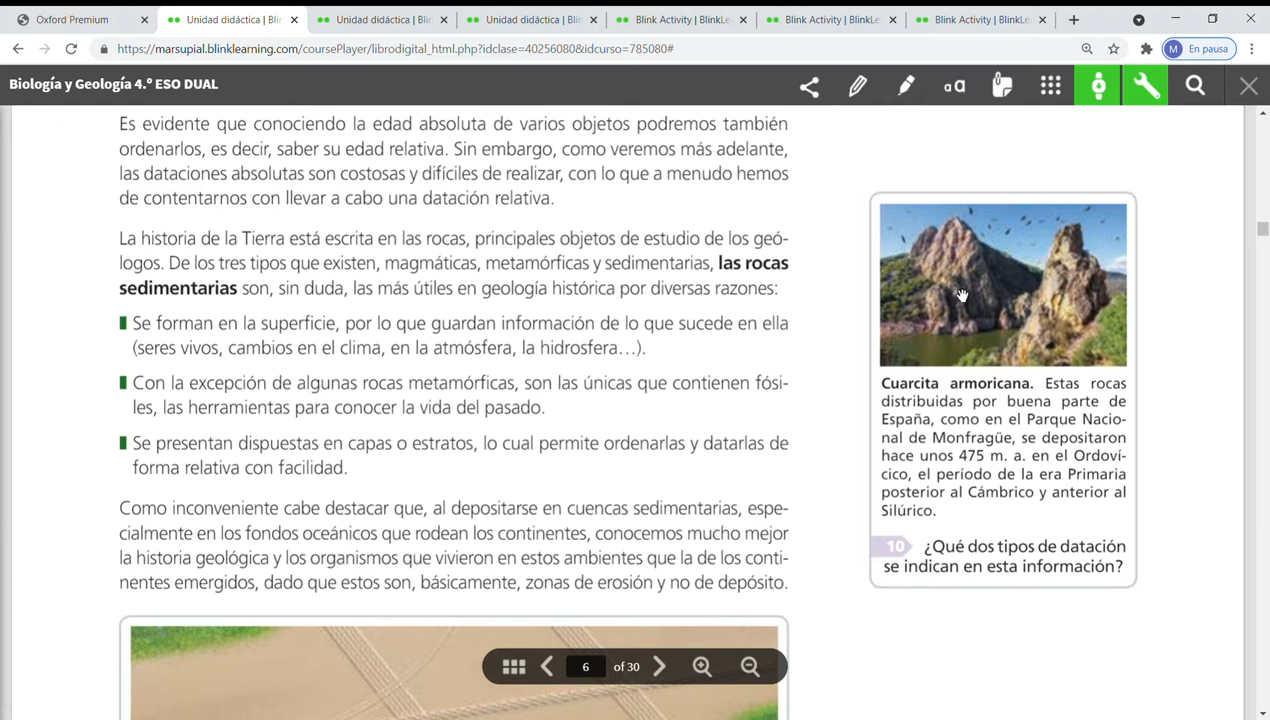 Oxford Premium
Unidad didáctica | Blin
Unidad didáctica | Blin
Unidad didáctica | Blin
Blink Activity | BlinkLe
Blink Activity | BlinkLe
Blink Activity | BlinkLe
https://marsupial.blinklearning.com/coursePlayer/librodigital_html.php?idclase=40256080&idcurso=785080#
M En pausa
Biología y Geología 4.º ESO DUAL
aa
Es evidente que conociendo la edad absoluta de varios objetos podremos también
ordenarlos, es decir, saber su edad relativa. Sin embargo, como veremos más adelante,
las dataciones absolutas son costosas y difíciles de realizar, con lo que a menudo hemos
de contentarnos con llevar a cabo una datación relativa.
La historia de la Tierra está escrita en las rocas, principales objetos de estudio de los geó-
logos. De los tres tipos que existen, magmáticas, metamórficas y sedimentarias, las rocas
sedimentarias son, sin duda, las más útiles en geología histórica por diversas razones:
Se forman en la superficie, por lo que guardan información de lo que sucede en ella
(seres vivos, cambios en el clima, en la atmósfera, la hidrosfera…).
Con la excepción de algunas rocas metamórficas, son las únicas que contienen fósi-
les, las herramientas para conocer la vida del pasado.
Se presentan dispuestas en capas o estratos, lo cual permite ordenarlas y datarlas de
forma relativa con facilidad.
Como inconveniente cabe destacar que, al depositarse en cuencas sedimentarias, espe-
cialmente en los fondos oceánicos que rodean los continentes, conocemos mucho mejor
la historia geológica y los organismos que vivieron en estos ambientes que la de los conti-
nentes emergidos, dado que estos son, básicamente, zonas de erosión y no de depósito.
Cuarcita armoricana. Estas rocas
distribuidas por buena parte de
España, como en el Parque Nacio-
nal de Monfragüe, se depositaron
hace unos 475 m. a. en el Ordoví-
cico, el período de la era Primaria
posterior al Cámbrico y anterior al
Silúrico.
10 ¿Qué dos tipos de datación
se indican en esta información?
6 of 30